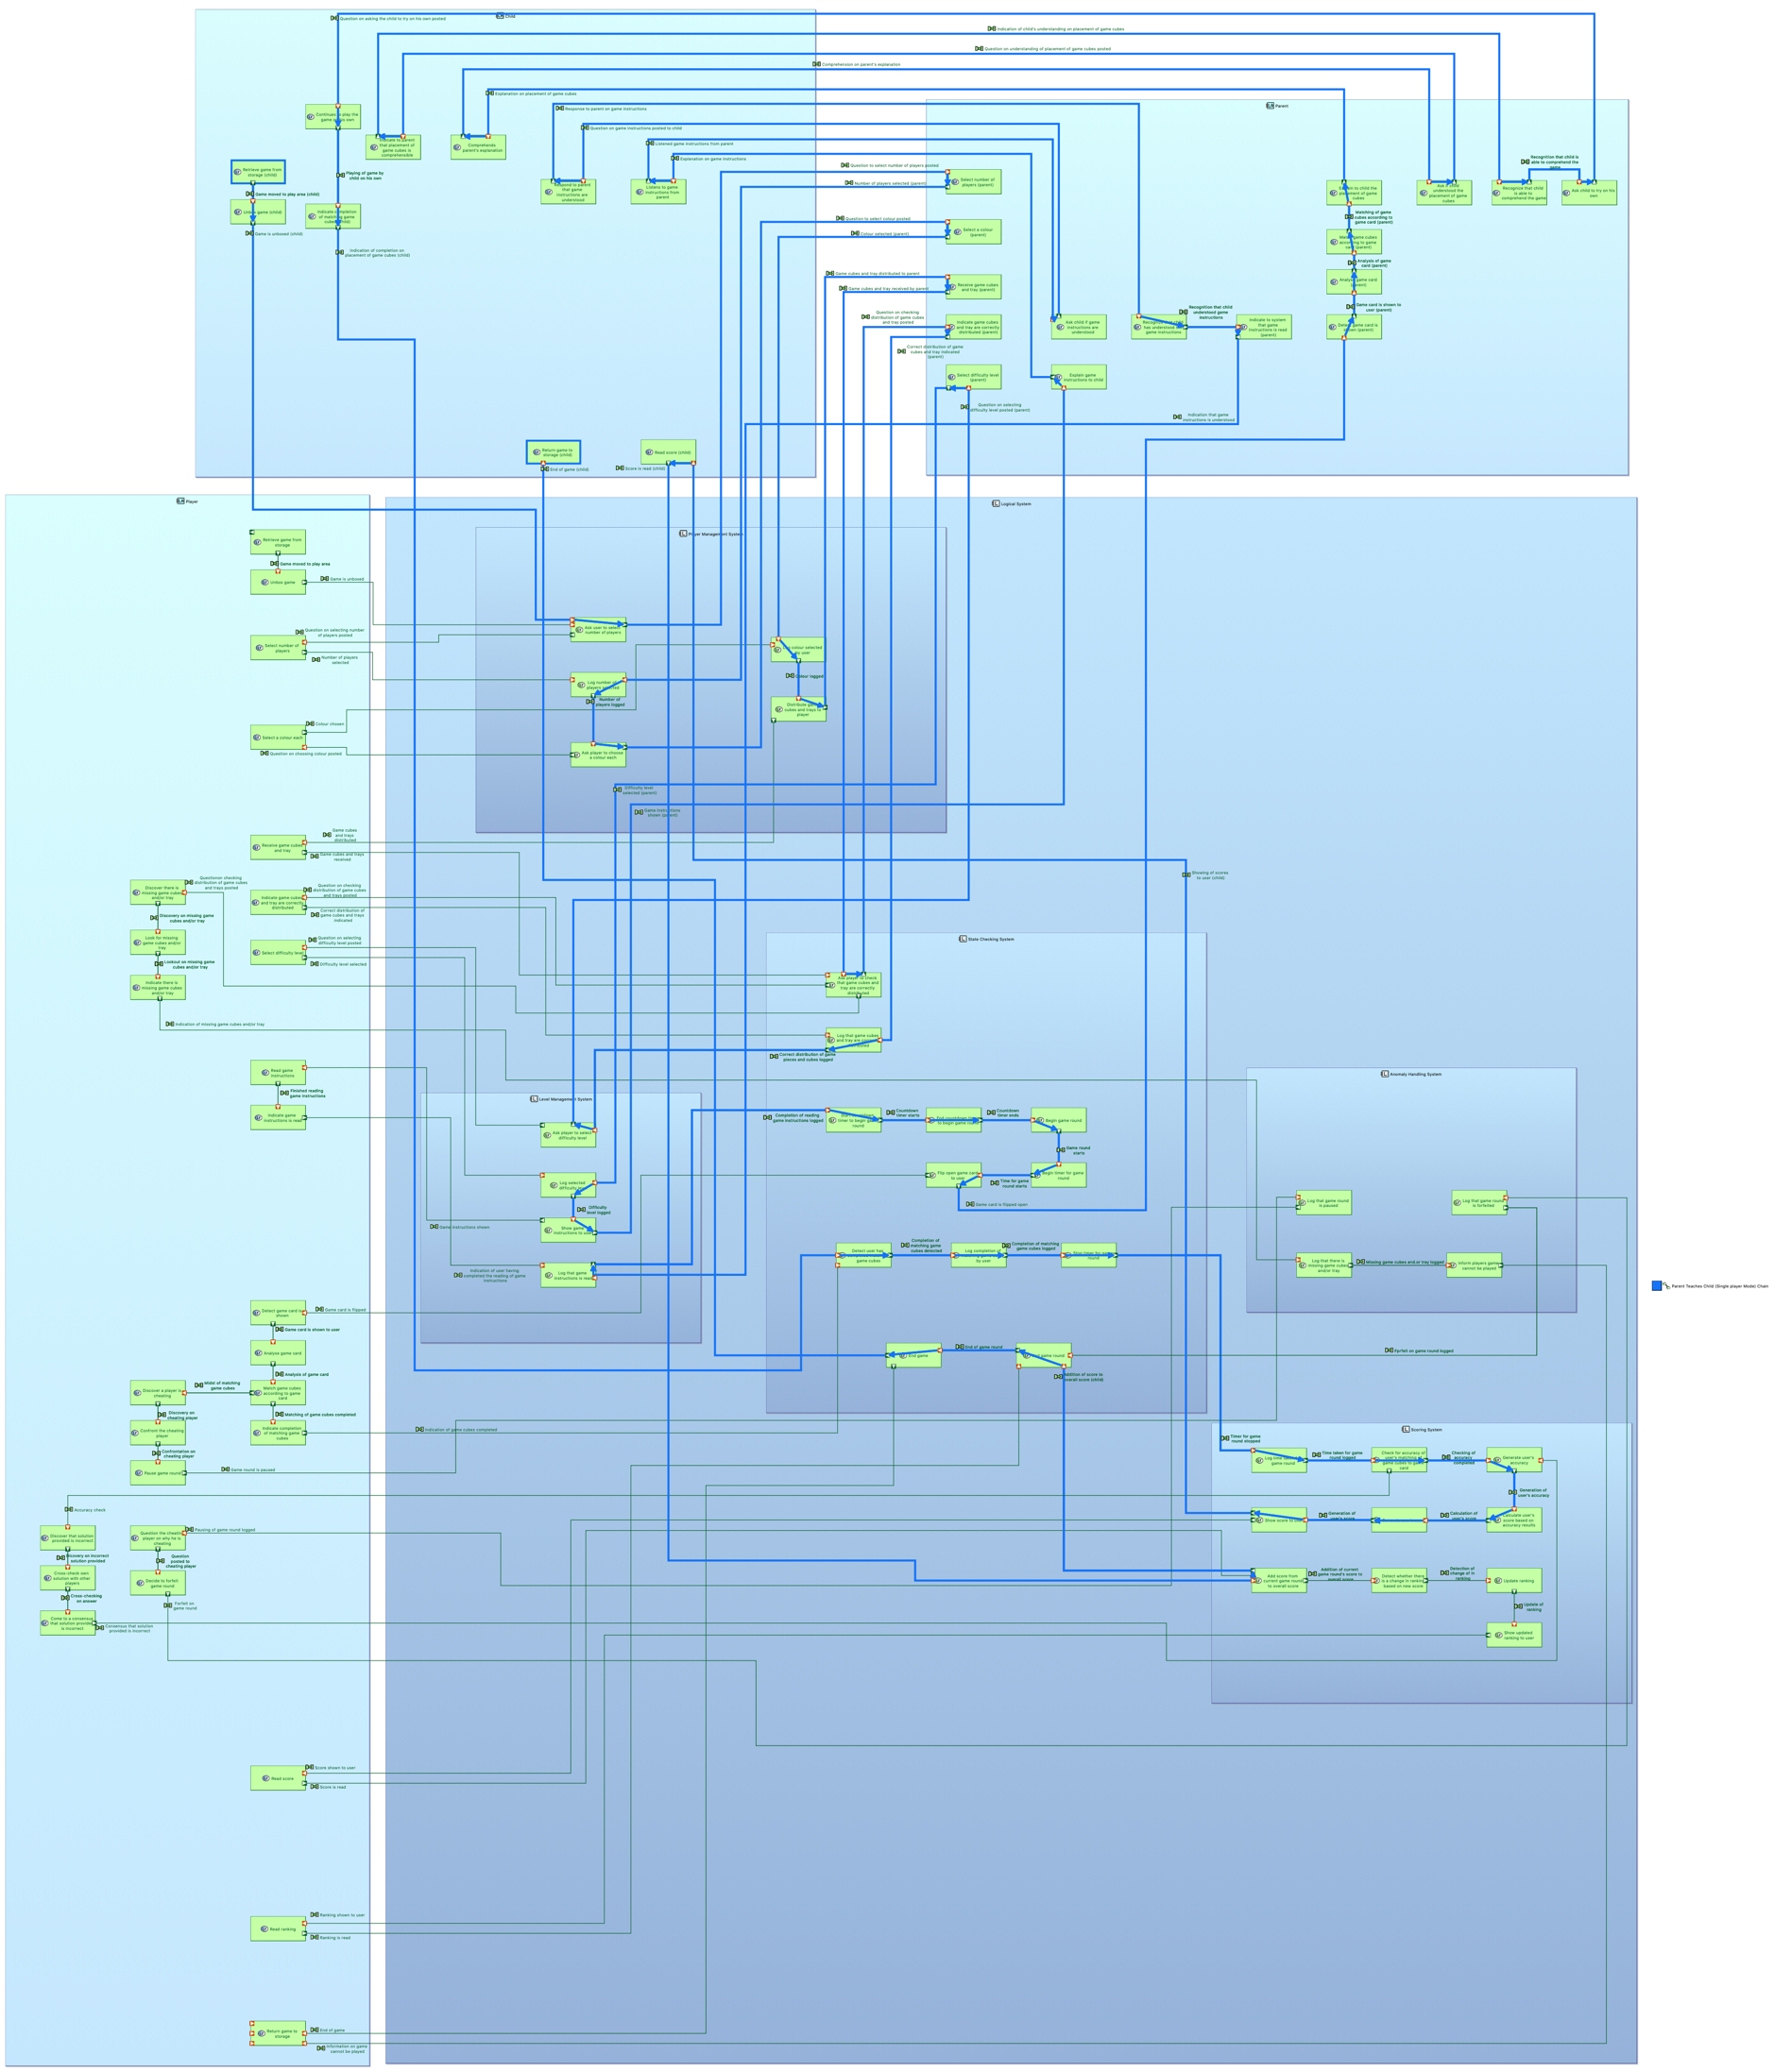 Child
Question on asking the child to try on his own posted
Indication of child's understanding on placement of game cubes
Question on understanding of placement of game cubes posted
Comprehension on parent's explanation
Explanation on placement of game cubes
Response to parent on game instructions
Question on game instructions posted to child
Listened game instructions from parent
Explanation on game instructions
Continues to play the
game on his own
Indicate to parent
that placement of
game cubes is
comprehensible
Comprehends
parent's explanation
Retrieve game from
storage (child)
Game moved to play area (child)
Unbox game (child)
Game is unboxed (child)
Playing of game by
child on his own
Indicate completion
of matching game
cubes (child)
Indication of completion on
placement of game cubes (child)
Respond to parent
that game
instructions are
understood
Listens to game
instructions from
parent
Return game to
storage (child)
End of game (child)
Read score (child)
Score is read (child)
Parent
Question to select number of players posted
Select number of
players (parent)
Number of players selected (parent)
Question to select colour posted
Select a colour
(parent)
Colour selected (parent)
Game cubes and tray distributed to parent
Receive game cubes
and tray (parent)
Game cubes and tray received by parent
Question on checking
distribution of game cubes
and tray posted
Indicate game cubes
and tray are correctly
distributed (parent)
Correct distribution of game
cubes and tray indicated
(parent)
Select difficulty level
(parent)
Question on selecting
difficulty level posted (parent)
Ask child if game
instructions are
understood
Explain game
instructions to child
Recognition that child
understood game
instructions
Indicate to system
that game
instructions is read
(parent)
Indication that game
instructions is understood
Explain to child the
placement of game
cubes
Matching of game
cubes according to
game card (parent)
Match game cubes
according to game
card (parent)
Analysis of game
card (parent)
Analyse game card
(parent)
Game card is shown to
user (parent)
Detect game card is
shown (parent)
Ask if child
understood the
placement of game
cubes
Recognition that child is
able to comprehend the
game
Recognize that child
is able to
comprehend the game
Ask child to try on his
own
Player
Retrieve game from
storage
Game moved to play area
Unbox game
Game is unboxed
Question on selecting number
of players posted
Select number of
players
Number of players
selected
Colour chosen
Select a colour each
Question on choosing colour posted
Game cubes
and trays
distributed
Receive game cubes
and tray
Game cubes and trays
received
Discover there is
missing game cubes
and/or tray
Questionon checking
distribution of game cubes
and trays posted
Discovery on missing game
cubes and/or tray
Look for missing
game cubes and/or
tray
Lookout on missing game
cubes and/or tray
Indicate there is
missing game cubes
and/or tray
Indication of missing game cubes and/or tray
Question on checking
distribution of game cubes
and trays posted
Indicate game cubes
and tray are correctly
distributed
Correct distribution of
game cubes and trays
indicated
Question on selecting
difficulty level posted
Select difficulty level
Difficulty level selected
Read game
instructions
Finished reading
game instructions
Indicate game
instructions is read
Detect game card is
shown
Game card is flipped
Game card is shown to user
Analyse game card
Analysis of game card
Match game cubes
according to game
card
Midst of matching
game cubes
Discover a player is
cheating
Discovery on
cheating player
Confront the cheating
player
Confrontation on
cheating player
Pause game round
Game round is paused
Matching of game cubes completed
Indicate completion
of matching game
cubes
Indication of game cubes completed
Accuracy check
Discover that solution
provided is incorrect
Discovery on incorrect
solution provided
Cross-check own
solution with other
players
Cross-checking
on answer
Come to a consensus
that solution provided
is incorrect
Consensus that solution
provided is incorrect
Question the cheating
player on why he is
cheating
Pausing of game round logged
Question
posted to
cheating player
Decide to forfeit
game round
Forfeit on
game round
Score shown to user
Read score
Score is read
Ranking shown to user
Read ranking
Ranking is read
Return game to
storage
End of game
Information on game
cannot be played
Logical System
Player Management System
Ask user to select
number of players
Log number of
players selected
Number of
players logged
Ask player to choose
a colour each
Log colour selected
by user
Colour logged
Distribute game
cubes and trays to
player
Difficulty level
selected (parent)
Game instructions
shown (parent)
Showing of scores
to user (child)
State Checking System
Ask player to check
that game cubes and
tray are correctly
distributed
Log that game cubes
and tray are correctly
distributed
Correct distribution of game
places and cubes logged
Completion of reading
game instructions logged
timer to begin game
round
Countdown
timer starts
End countdown timer
to begin game round
Countdown
timer ends
Begin game round
Game round
starts
Begin timer for game
round
Time for game
round starts
Flip open game card
to user
Game card is flipped open
Detect user has
game cubes
Completion of
matching game
cubes detected
Log completion of
by user
Completion of matching
game cubes logged
Stop timer for game
round
End game
End of game round
End game round
Addition of score to
overall score (child)
Level Management System
Ask player to select
difficulty level
Log selected
difficulty level
Difficulty
level logged
Show game
instructions to user
Game instructions shown
Log that game
instructions is read
Indication of user having
completed the reading of game
instructions
Anomaly Handling System
Log that game round
is paused
Log that game round
is forfeited
Log that there is
missing game cubes
and/or tray
Missing game cubes and.or tray logged
Inform players game
cannot be played
Forfeit on game round logged
Scoring System
Timer for game
round stopped
Log time taken for
game round
Time taken for game
round logged
Check for accuracy of
user's matching of
game cubes to game
card
Checking of
accuracy
completed
Generate user's
accuracy
Generation of
user's accuracy
Calculate user's
score based on
accuracy results
Calculation of
user's score
Generation of
user's score
Show score to user
Add score from
current game round
to overall score
Addition of current
game round's score to
overall score
Detect whether there
is a change in ranking
based on new score
Detection of
change of in
ranking
Update ranking
Update of
ranking
Show updated
ranking to user
Parent Teaches Child (Single player Mode) Chain